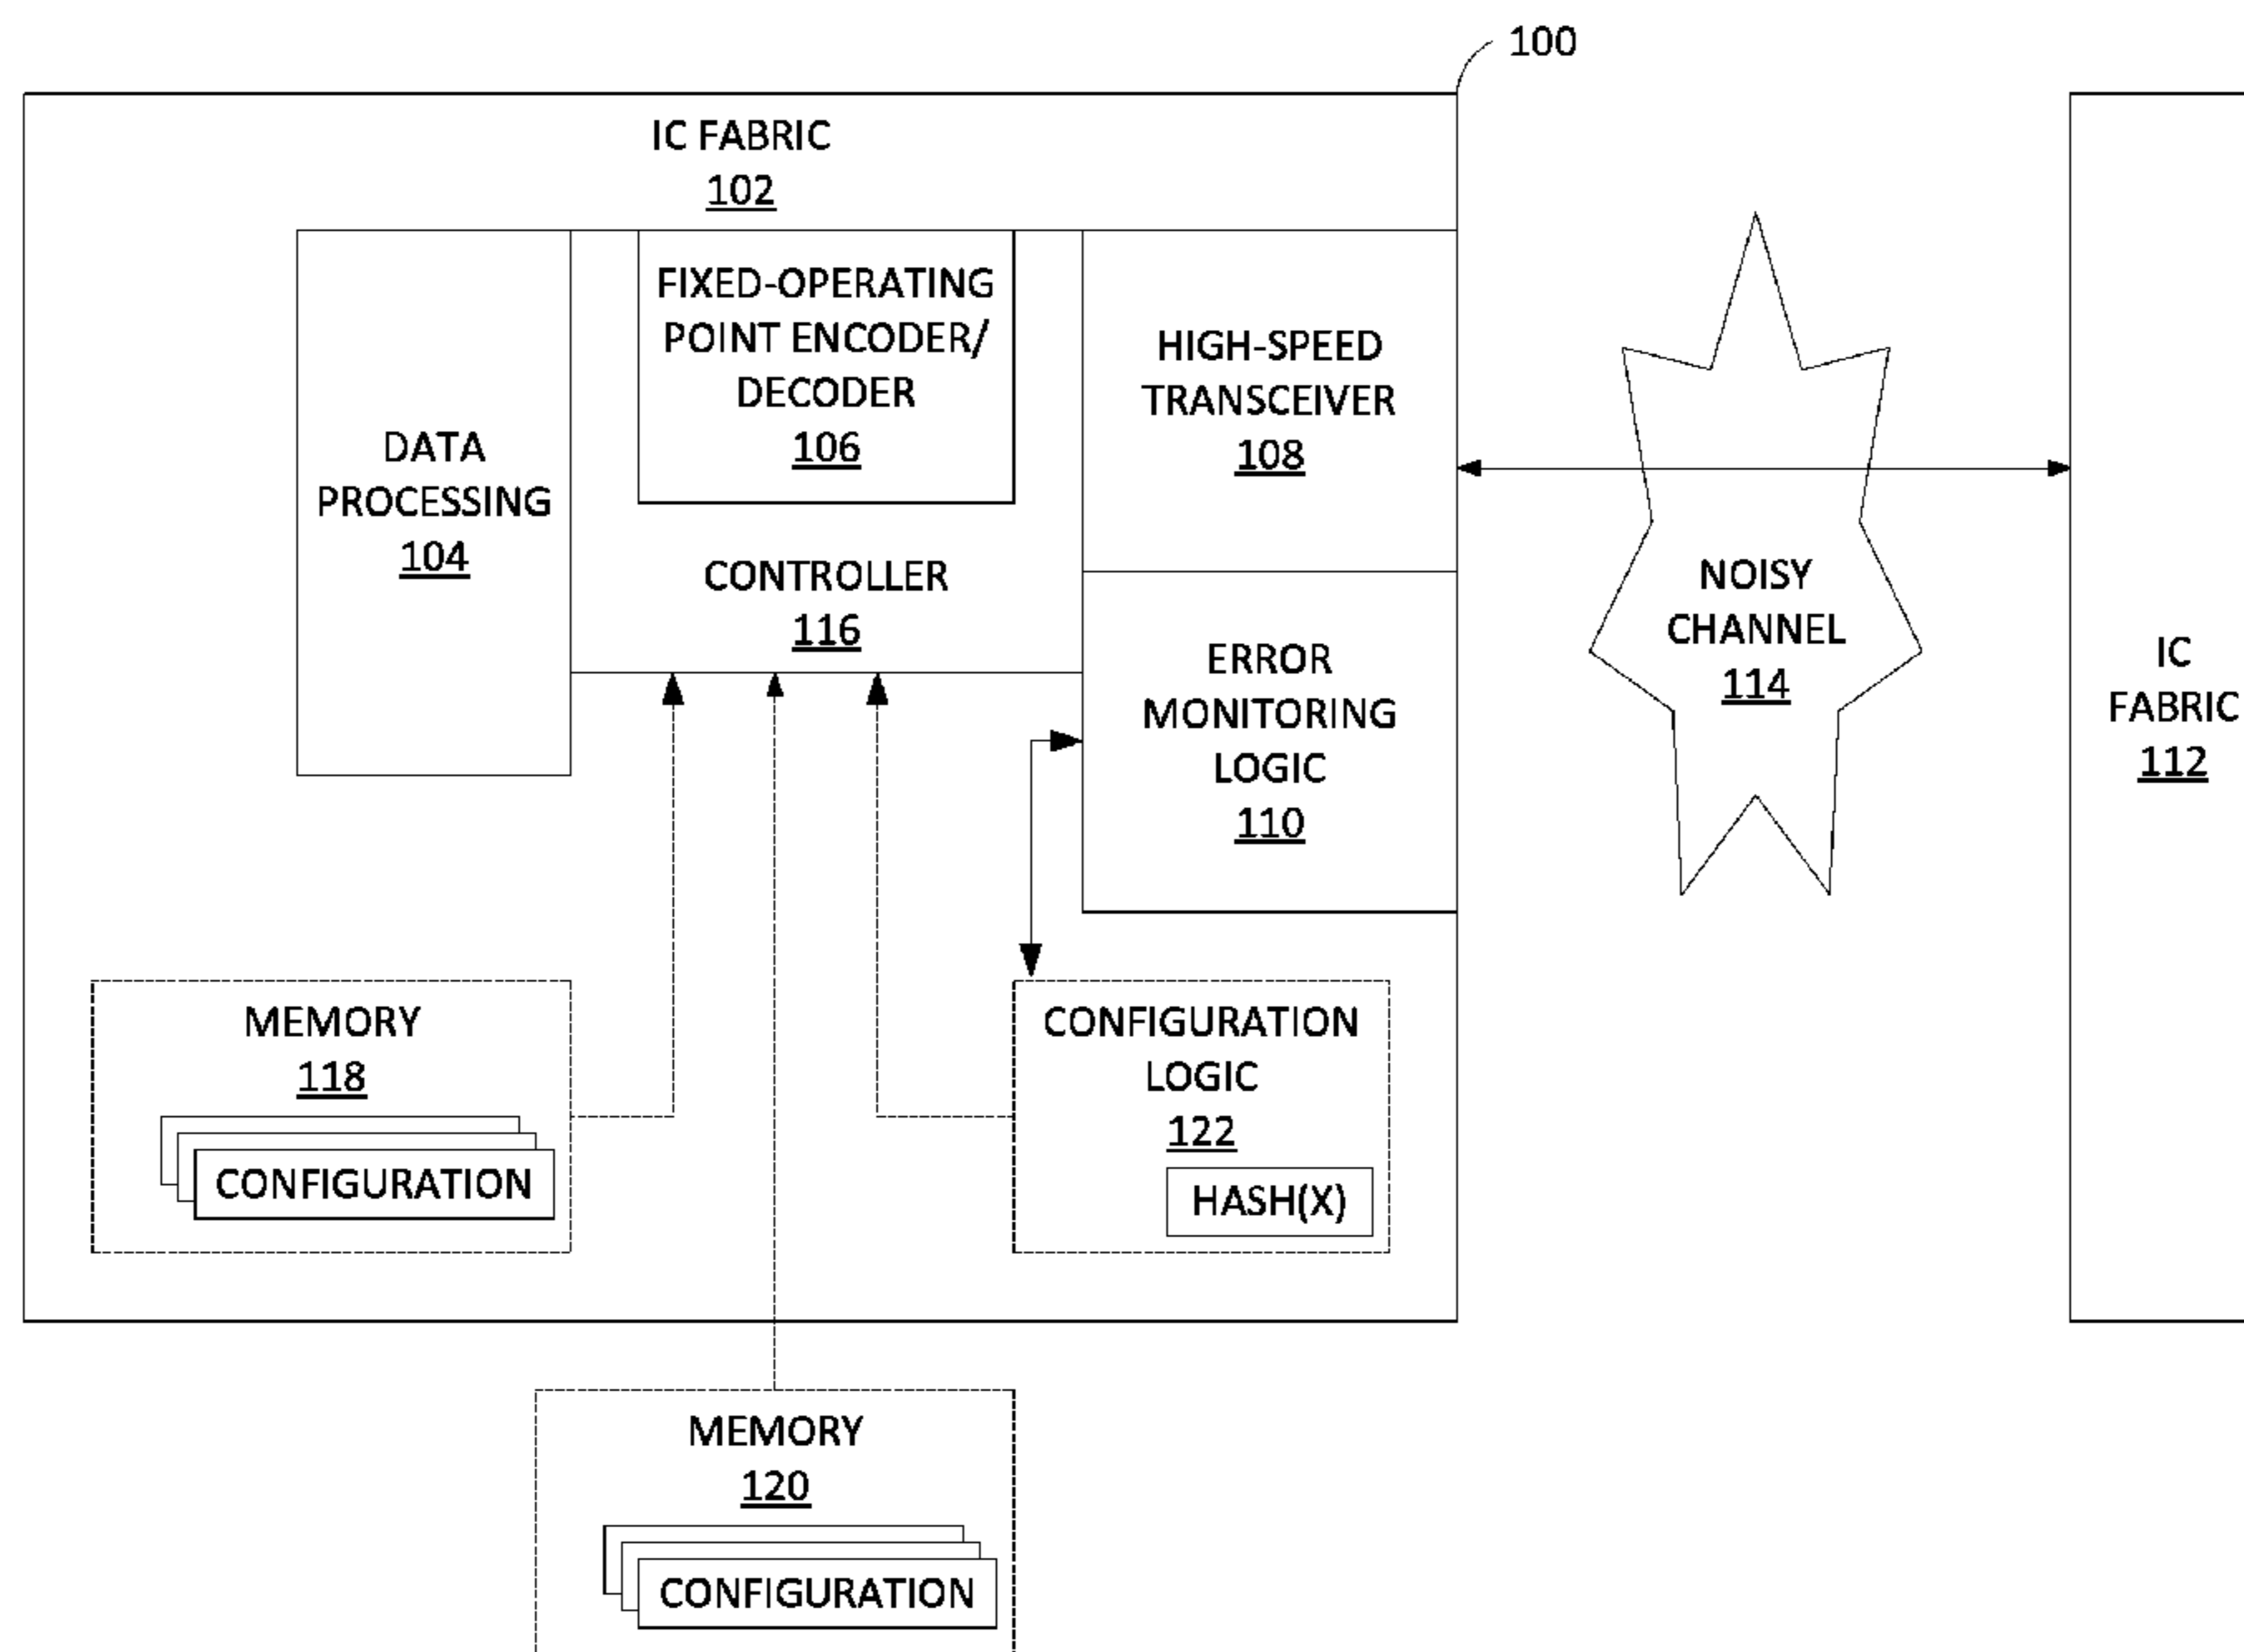 100
IC FABRIC
102
FIXED-OPERATING
POINT ENCODER/
DECODER
106
HIGH-SPEED
TRANSCEIVER
108
DATA
PROCESSING
104
CONTROLLER
116
ERROR
MONITORING
LOGIC
110
NOISY
CHANNEL
114
IC
FABRIC
112
MEMORY
118
CONFIGURATION
CONFIGURATION
LOGIC
122
HASH(X)
MEMORY
120
CONFIGURATION